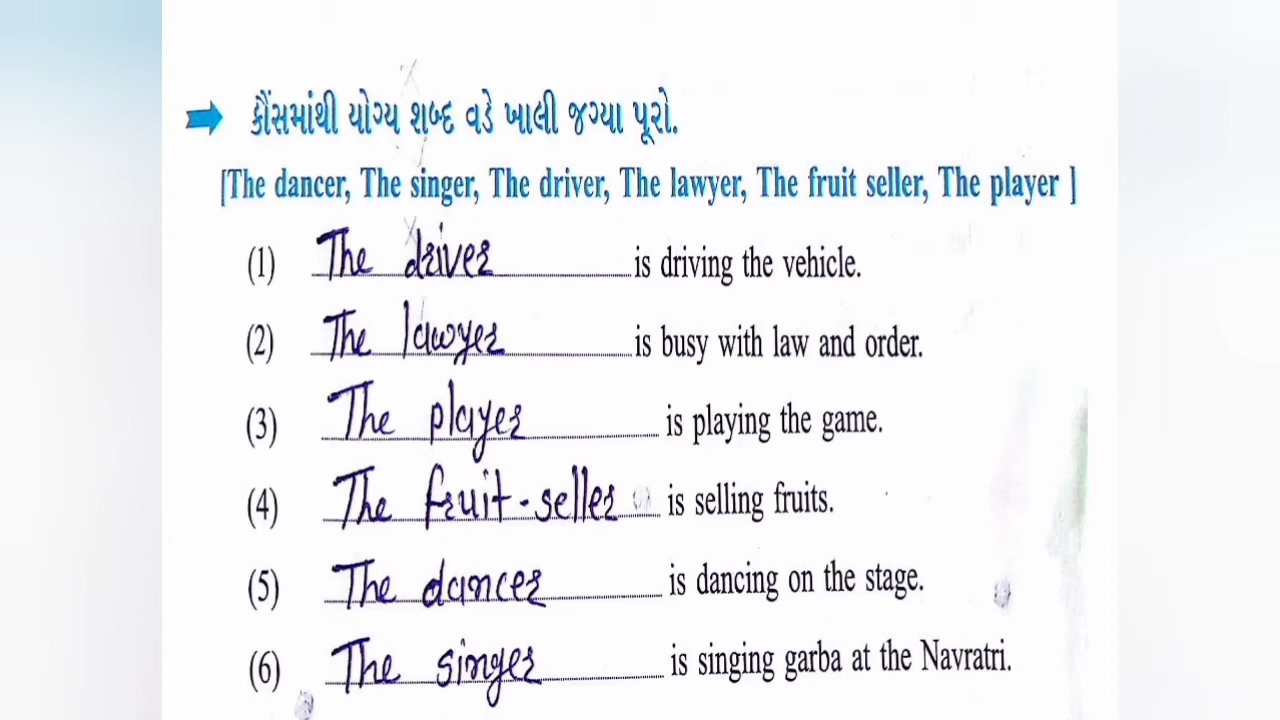 કૌંસમાંથી યોગ્ય શબ્દ વડે ખાલી જગ્યા પૂરો.
[The dancer, The singer, The driver, The lawyer, The fruit seller, The player ]
(1) The driver is driving the vehicle.
(2) The lawyer is busy with law and order.
(3) The player is playing the game.
(4) The fruit-seller is selling fruits.
(5) The dancer is dancing on the stage.
(6) The singer is singing garba at the Navratri.